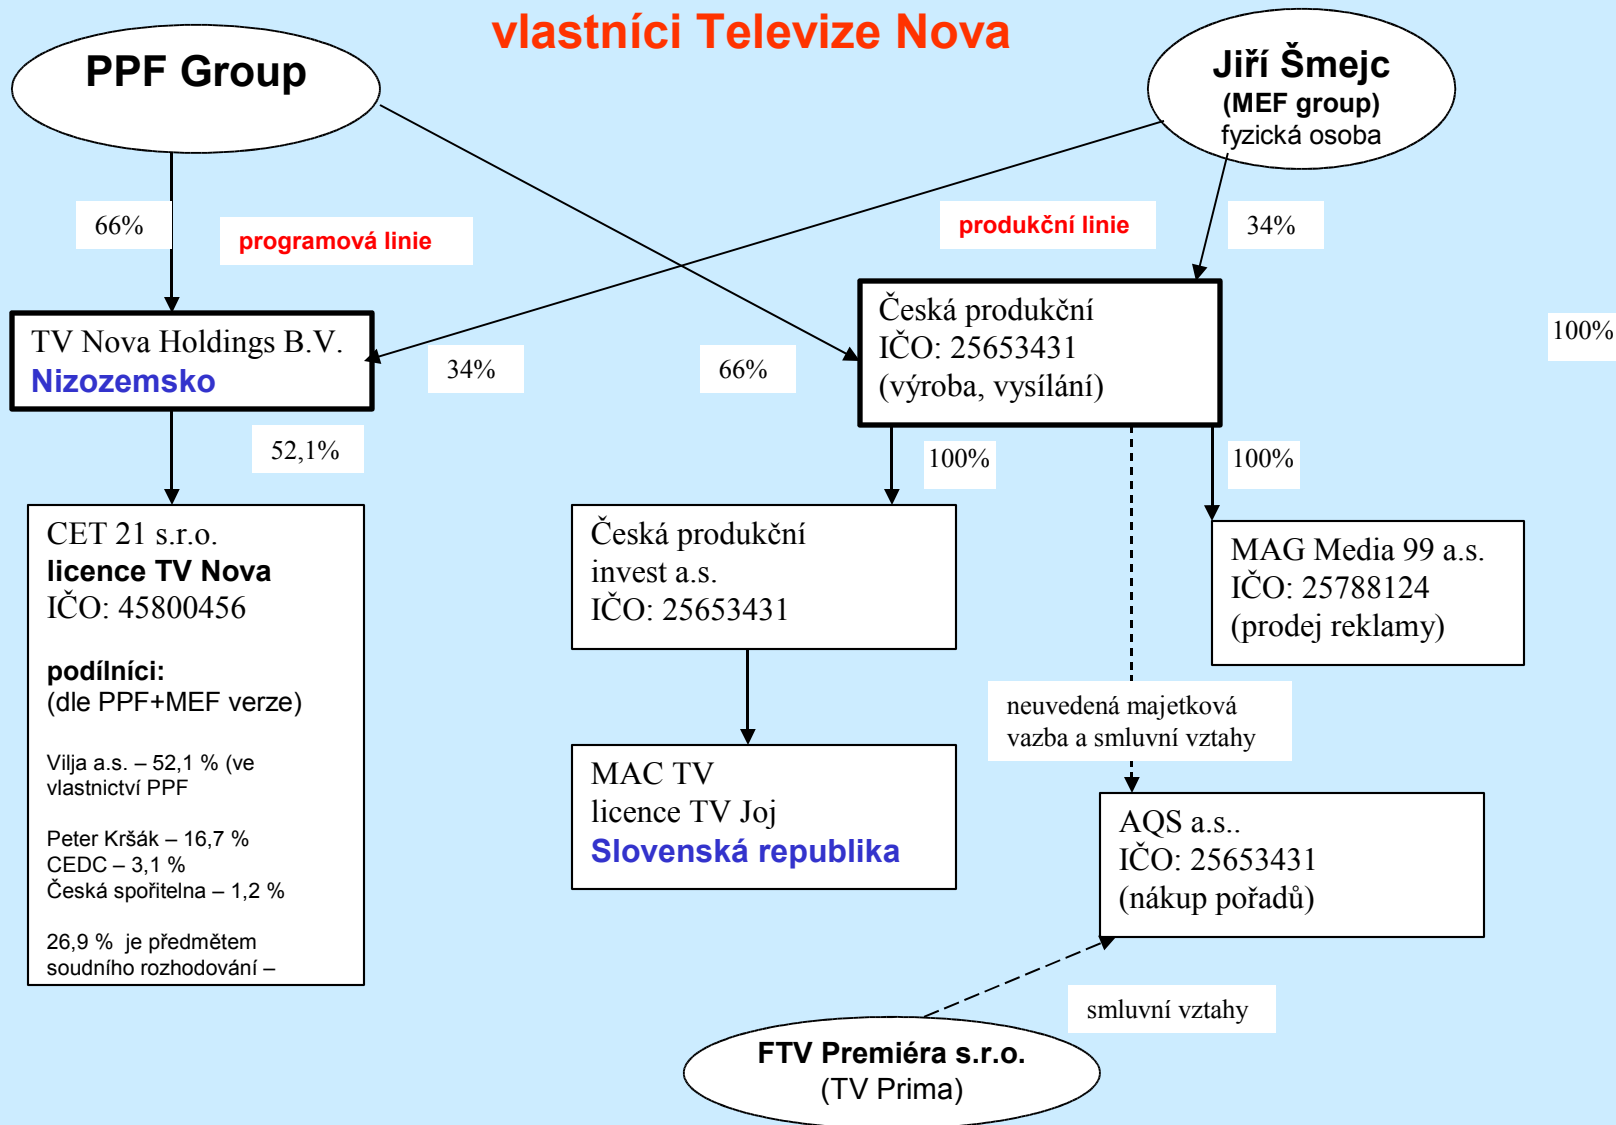 vlastníci Televize Nova
PPF Group
Jiří Šmejc
(MEF group)
fyzická osoba
66%
programová linie
produkční linie
34%
TV Nova Holdings B.V.
Nizozemsko
34%
66%
Česká produkční
IČO: 25653431
(výroba, vysílání)
100%
52,1%
100%
100%
CET 21 s.r.o.
licence TV Nova
IČO: 45800456
podílníci:
(dle PPF+MEF verze)
Vilja a.s. – 52,1 % (ve
vlastnictví PPF
Peter Kršák – 16,7 %
CEDC – 3,1 %
Česká spořitelna – 1,2 %
26,9 %  je předmětem
soudního rozhodování –
Česká produkční
invest a.s.
IČO: 25653431
MAG Media 99 a.s.
IČO: 25788124
(prodej reklamy)
neuvedená majetková
vazba a smluvní vztahy
MAC TV
licence TV Joj
Slovenská republika
AQS a.s..
IČO: 25653431
(nákup pořadů)
smluvní vztahy
FTV Premiéra s.r.o.
(TV Prima)